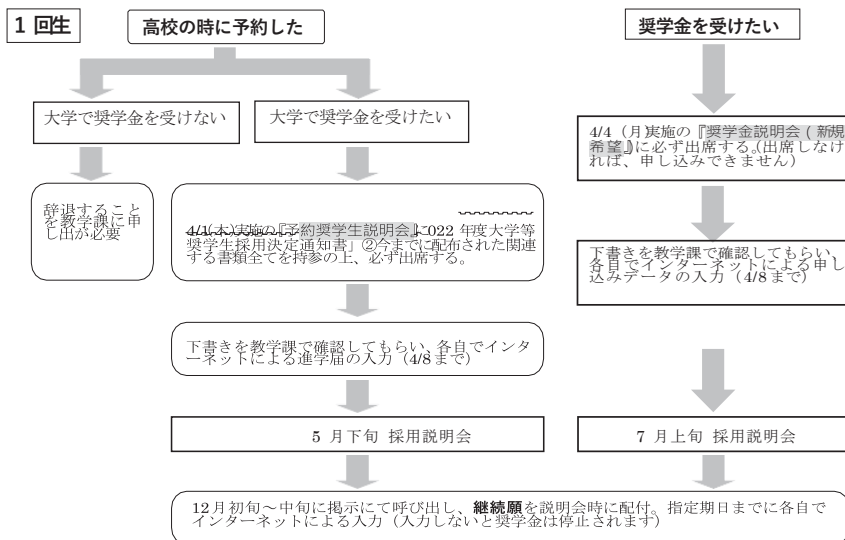 1 回生
高校の時に予約した
奨学金を受けたい
大学で奨学金を受けない
大学で奨学金を受けたい
4/4（月)実施の『奨学金説明会（新規
希望』)に必ず出席する。(出席しなけ
れば、申し込みできません）
辞退すること
を教学課に申
し出が必要
4/1(木)実施の『予約奨学生説明会』に022 年度大学等
奨学生採用決定通知書」②今までに配布された関連
する書類全てを持参の上、必ず出席する。
下書きを教学課で確認してもらい、
各自でインターネットによる申し
込みデータの入力（4/8まで）
下書きを教学課で確認してもらい、各自でインタ
ーネットによる進学届の入力（4/8まで）
5 月下旬 採用説明会
7 月上旬 採用説明会
12月初旬～中旬に掲示にて呼び出し、継続願を説明会時に配付。指定期日までに各自で
インターネットによる入力（入力しないと奨学金は停止されます）